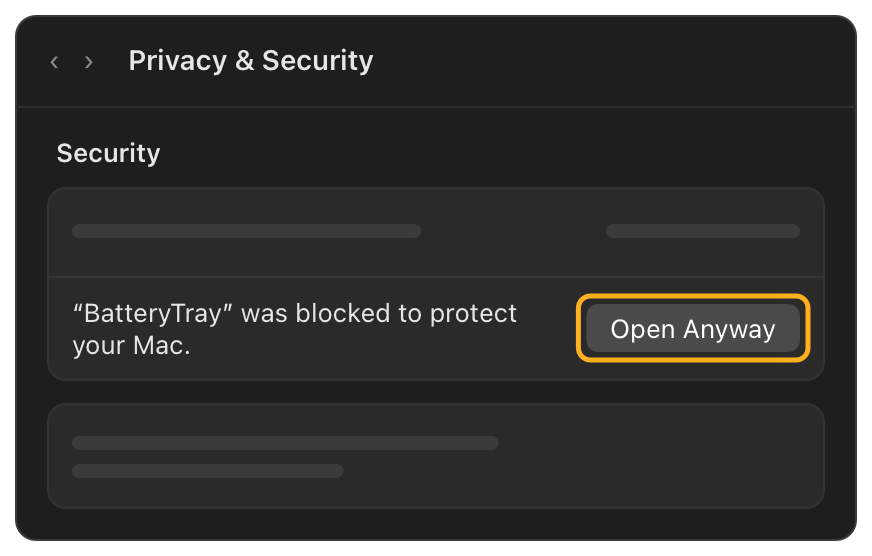 Privacy & Security
Security
“BatteryTray” was blocked to protect
your Mac.
Open Anyway